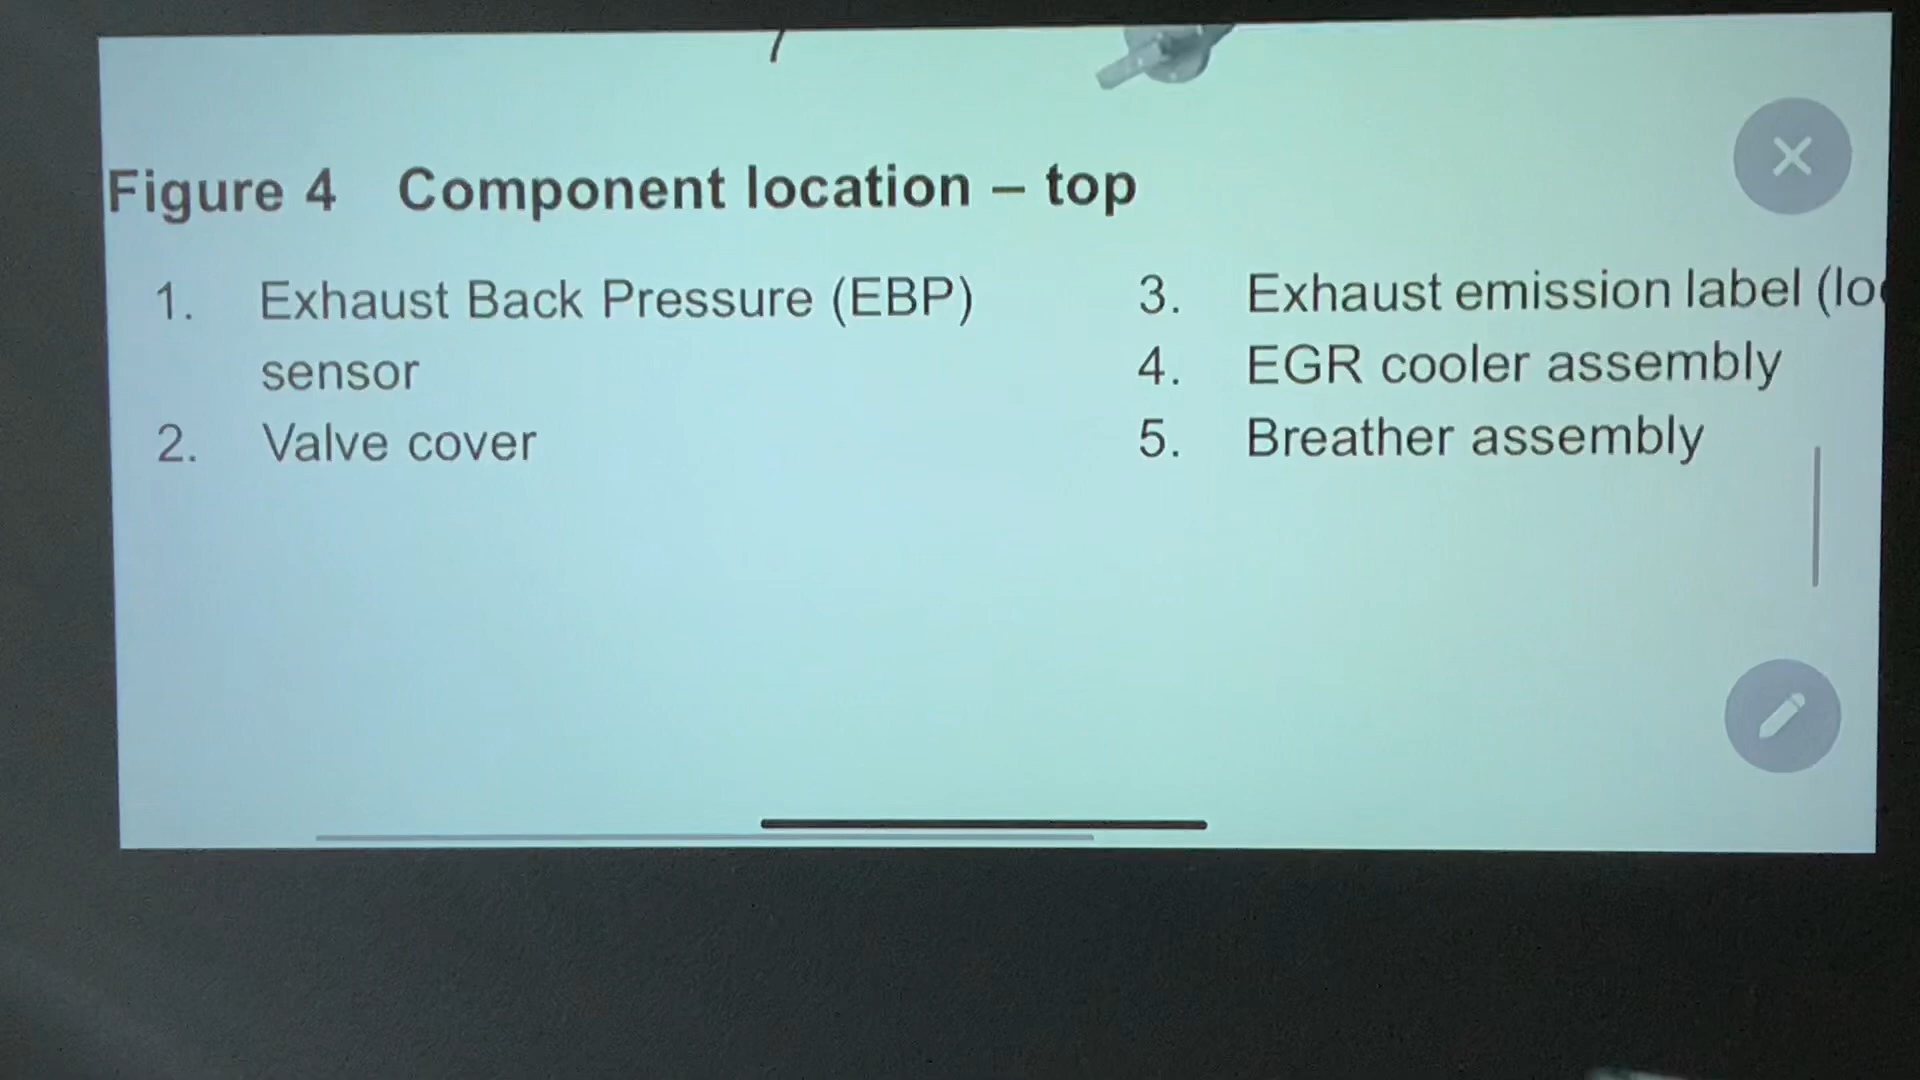 Figure 4 Component location – top
1. Exhaust Back Pressure (EBP)
sensor
2. Valve cover
3. Exhaust emission label (lo
4. EGR cooler assembly
5. Breather assembly